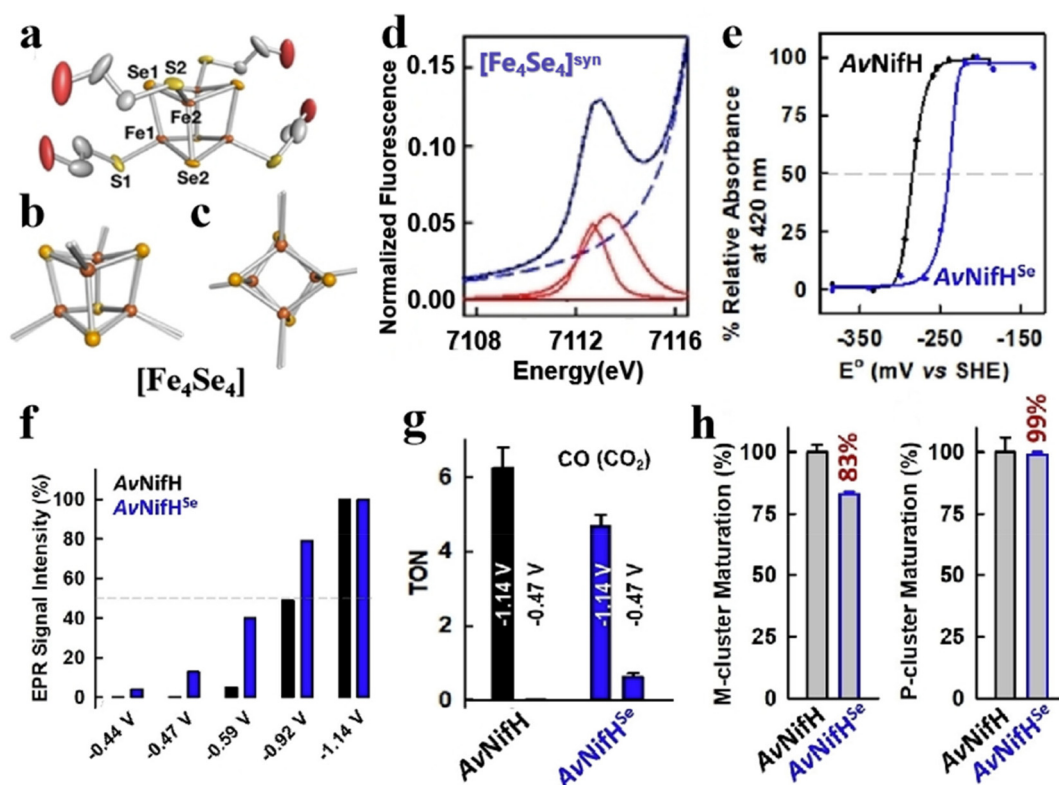 a
Se1
S2
Fe2
Fe1
S1
Se2
b
c
[Fe₄Se₄]
d
[Fe₄Se₄]ˢʸⁿ
Normalized Fluorescence
0.15
0.10
0.05
0.00
7108
7112
7116
Energy(eV)
e
% Relative Absorbance
at 420 nm
100
75
50
25
0
AvNifH
AvNifHˢᵉ
-350
-250
-150
Eº (mV vs SHE)
f
EPR Signal Intensity (%)
AvNifH
AvNifHˢᵉ
100
80
60
40
20
0
-0.44 V
-0.47 V
-0.59 V
-0.92 V
-1.14 V
g
TON
6
4
2
0
CO (CO₂)
-1.14 V
-0.47 V
-1.14 V
-0.47 V
AvNifH
AvNifHˢᵉ
h
M-cluster Maturation (%)
100
75
50
25
0
83%
AvNifH
AvNifHˢᵉ
P-cluster Maturation (%)
100
75
50
25
0
99%
AvNifH
AvNifHˢᵉ